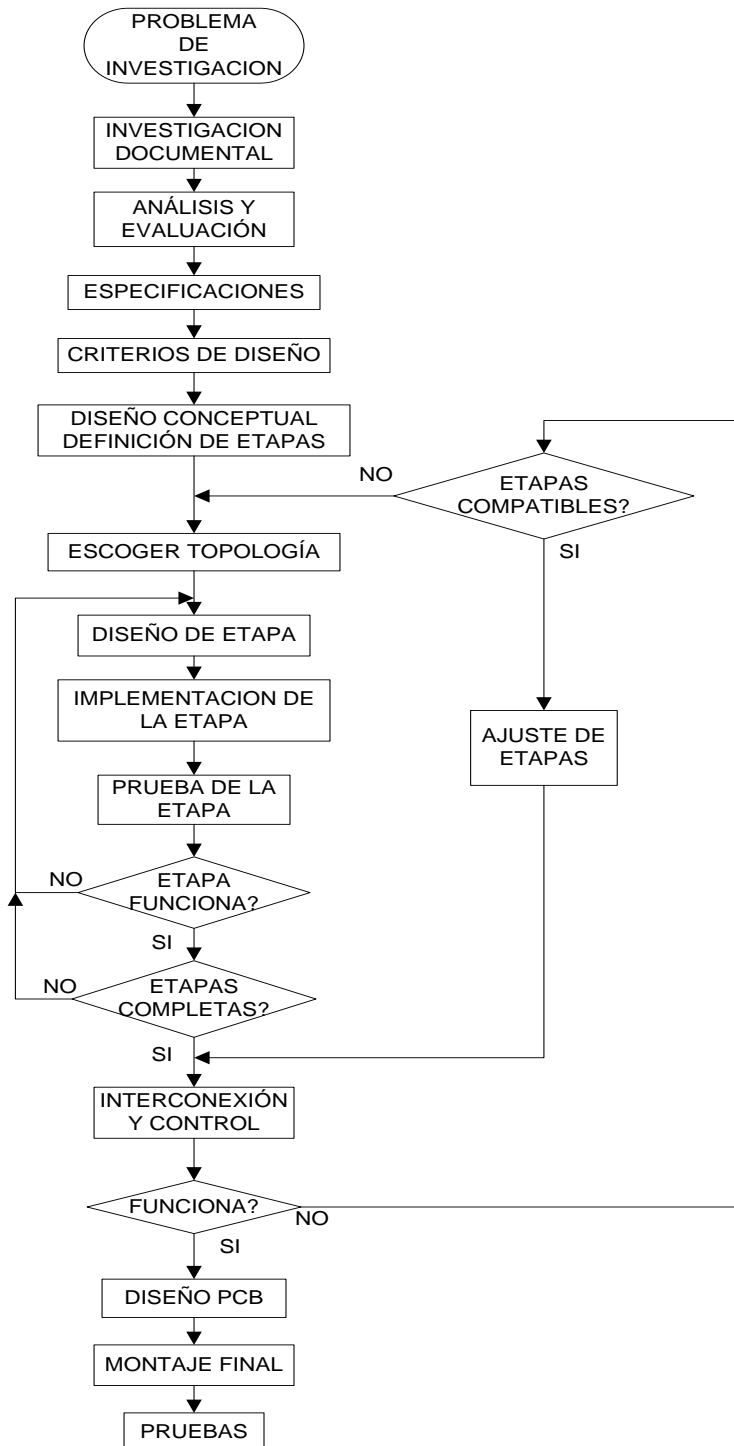 PROBLEMA
DE
INVESTIGACION
INVESTIGACION
DOCUMENTAL
ANÁLISIS Y
EVALUACIÓN
ESPECIFICACIONES
CRITERIOS DE DISEÑO
DISEÑO CONCEPTUAL
DEFINICIÓN DE ETAPAS
NO
ETAPAS
COMPATIBLES?
SI
ESCOGER TOPOLOGÍA
DISEÑO DE ETAPA
IMPLEMENTACION DE
LA ETAPA
AJUSTE DE
ETAPAS
PRUEBA DE LA
ETAPA
NO
ETAPA
FUNCIONA?
SI
NO
ETAPAS
COMPLETAS?
SI
INTERCONEXIÓN
Y CONTROL
FUNCIONA?
NO
SI
DISEÑO PCB
MONTAJE FINAL
PRUEBAS